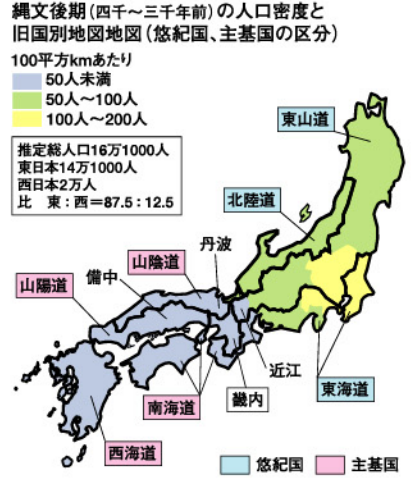 縄文後期（四千〜三千年前）の人口密度と
旧国別地図地図（悠紀国、主基国の区分）
100平方kmあたり
50人未満
50人〜100人
100人〜200人
推定総人口16万1000人
東日本14万1000人
西日本2万人
比　東：西＝87.5：12.5
東山道
北陸道
丹波
山陰道
備中
山陽道
近江
東海道
畿内
南海道
西海道
悠紀国
主基国